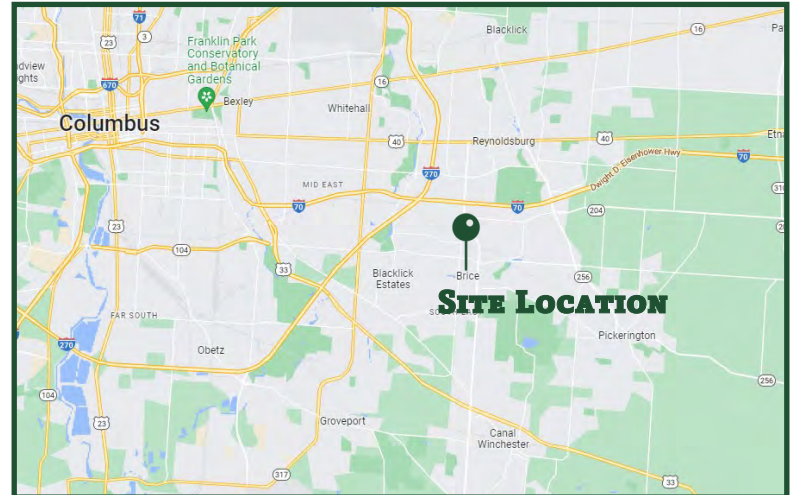 71
23
3
Blacklick
16
Pa
Franklin Park
Conservatory
and Botanical
Gardens
dview
ghts
670
16
Bexley
Whitehall
Columbus
40
Reynoldsburg
40
Etna
Dwight D. Eisenhower Hwy
70
270
MID EAST
70
70
204
310
23
104
33
Blacklick
Estates
Brice
256
SITE LOCATION
FAR SOUTH
270
Obetz
Pickerington
256
104
23
Groveport
Canal
Winchester
317
33